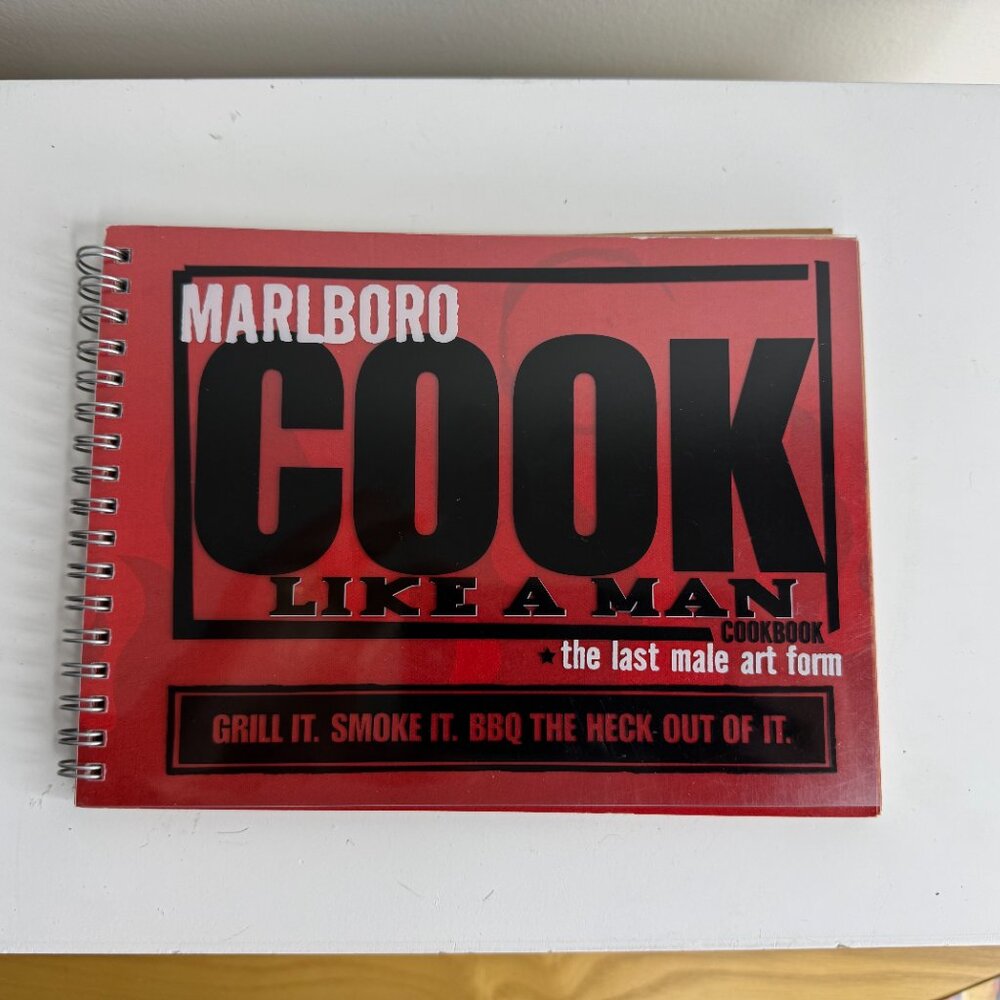 MARLBORO
COOK
LIKE A MAN
COOKBOOK
★the last male art form
GRILL IT. SMOKE IT. BBQ THE HECK OUT OF IT.